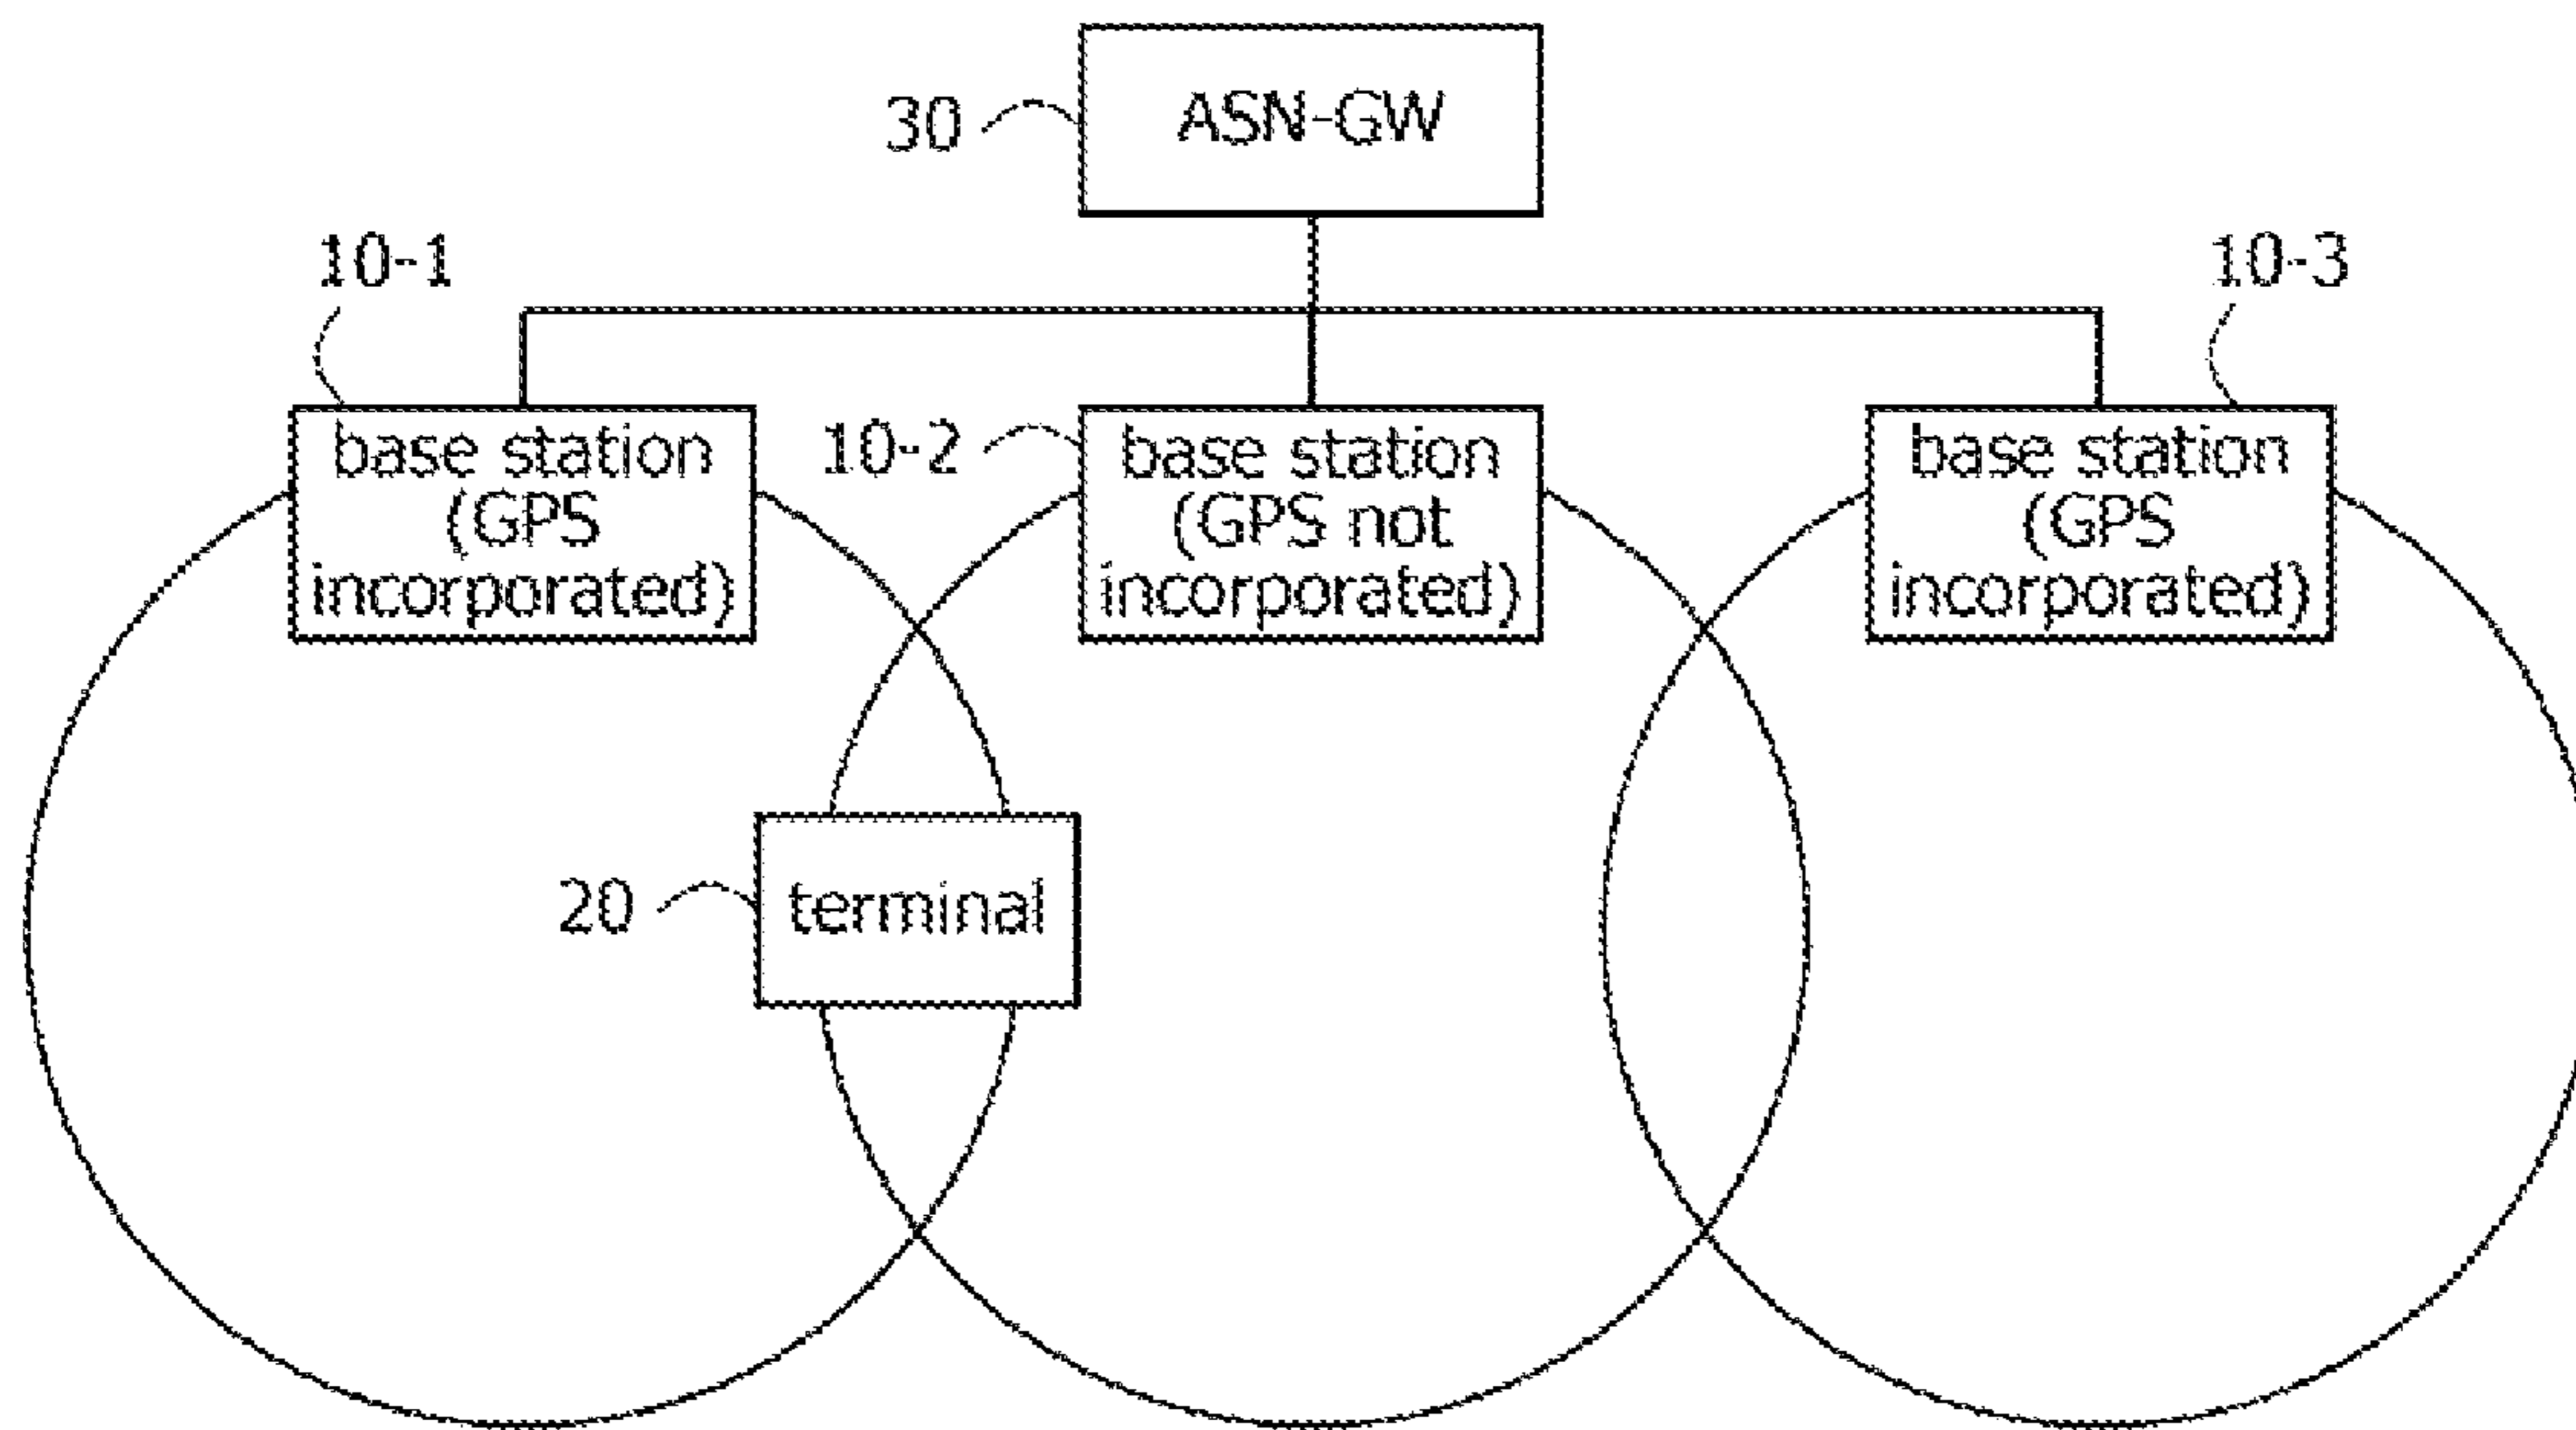 30
ASN-GW
10-1
10-3
base station
(GPS
incorporated)
10-2
base station
(GPS not
incorporated)
base station
(GPS
incorporated)
20
terminal